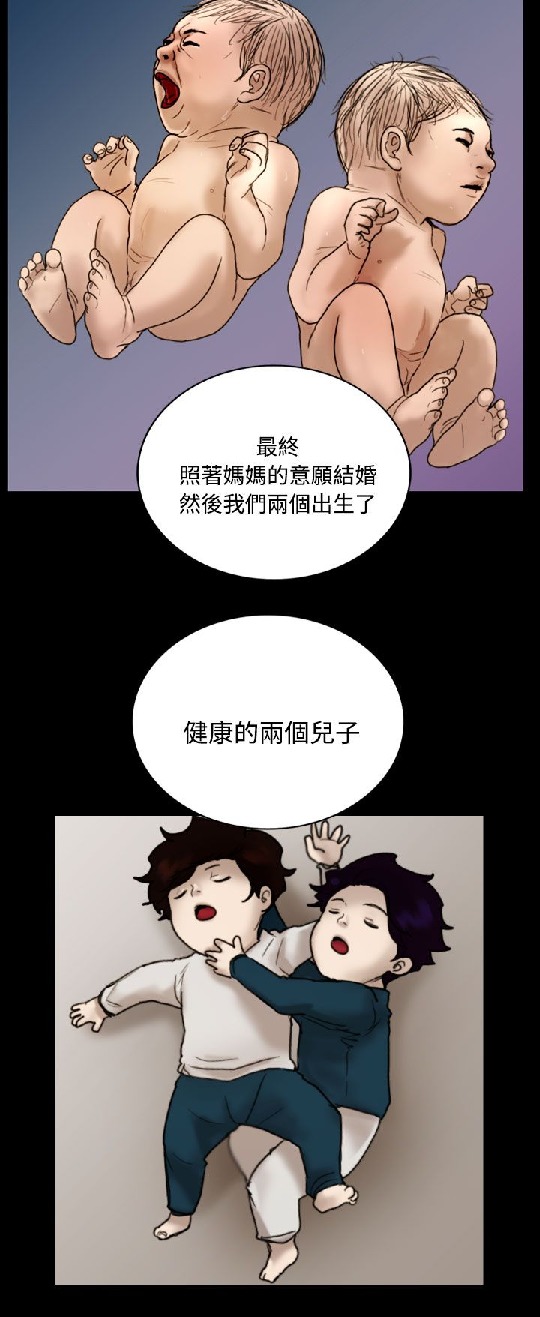 最終
照著媽媽的意願結婚
然後我們兩個出生了
健康的兩個兒子